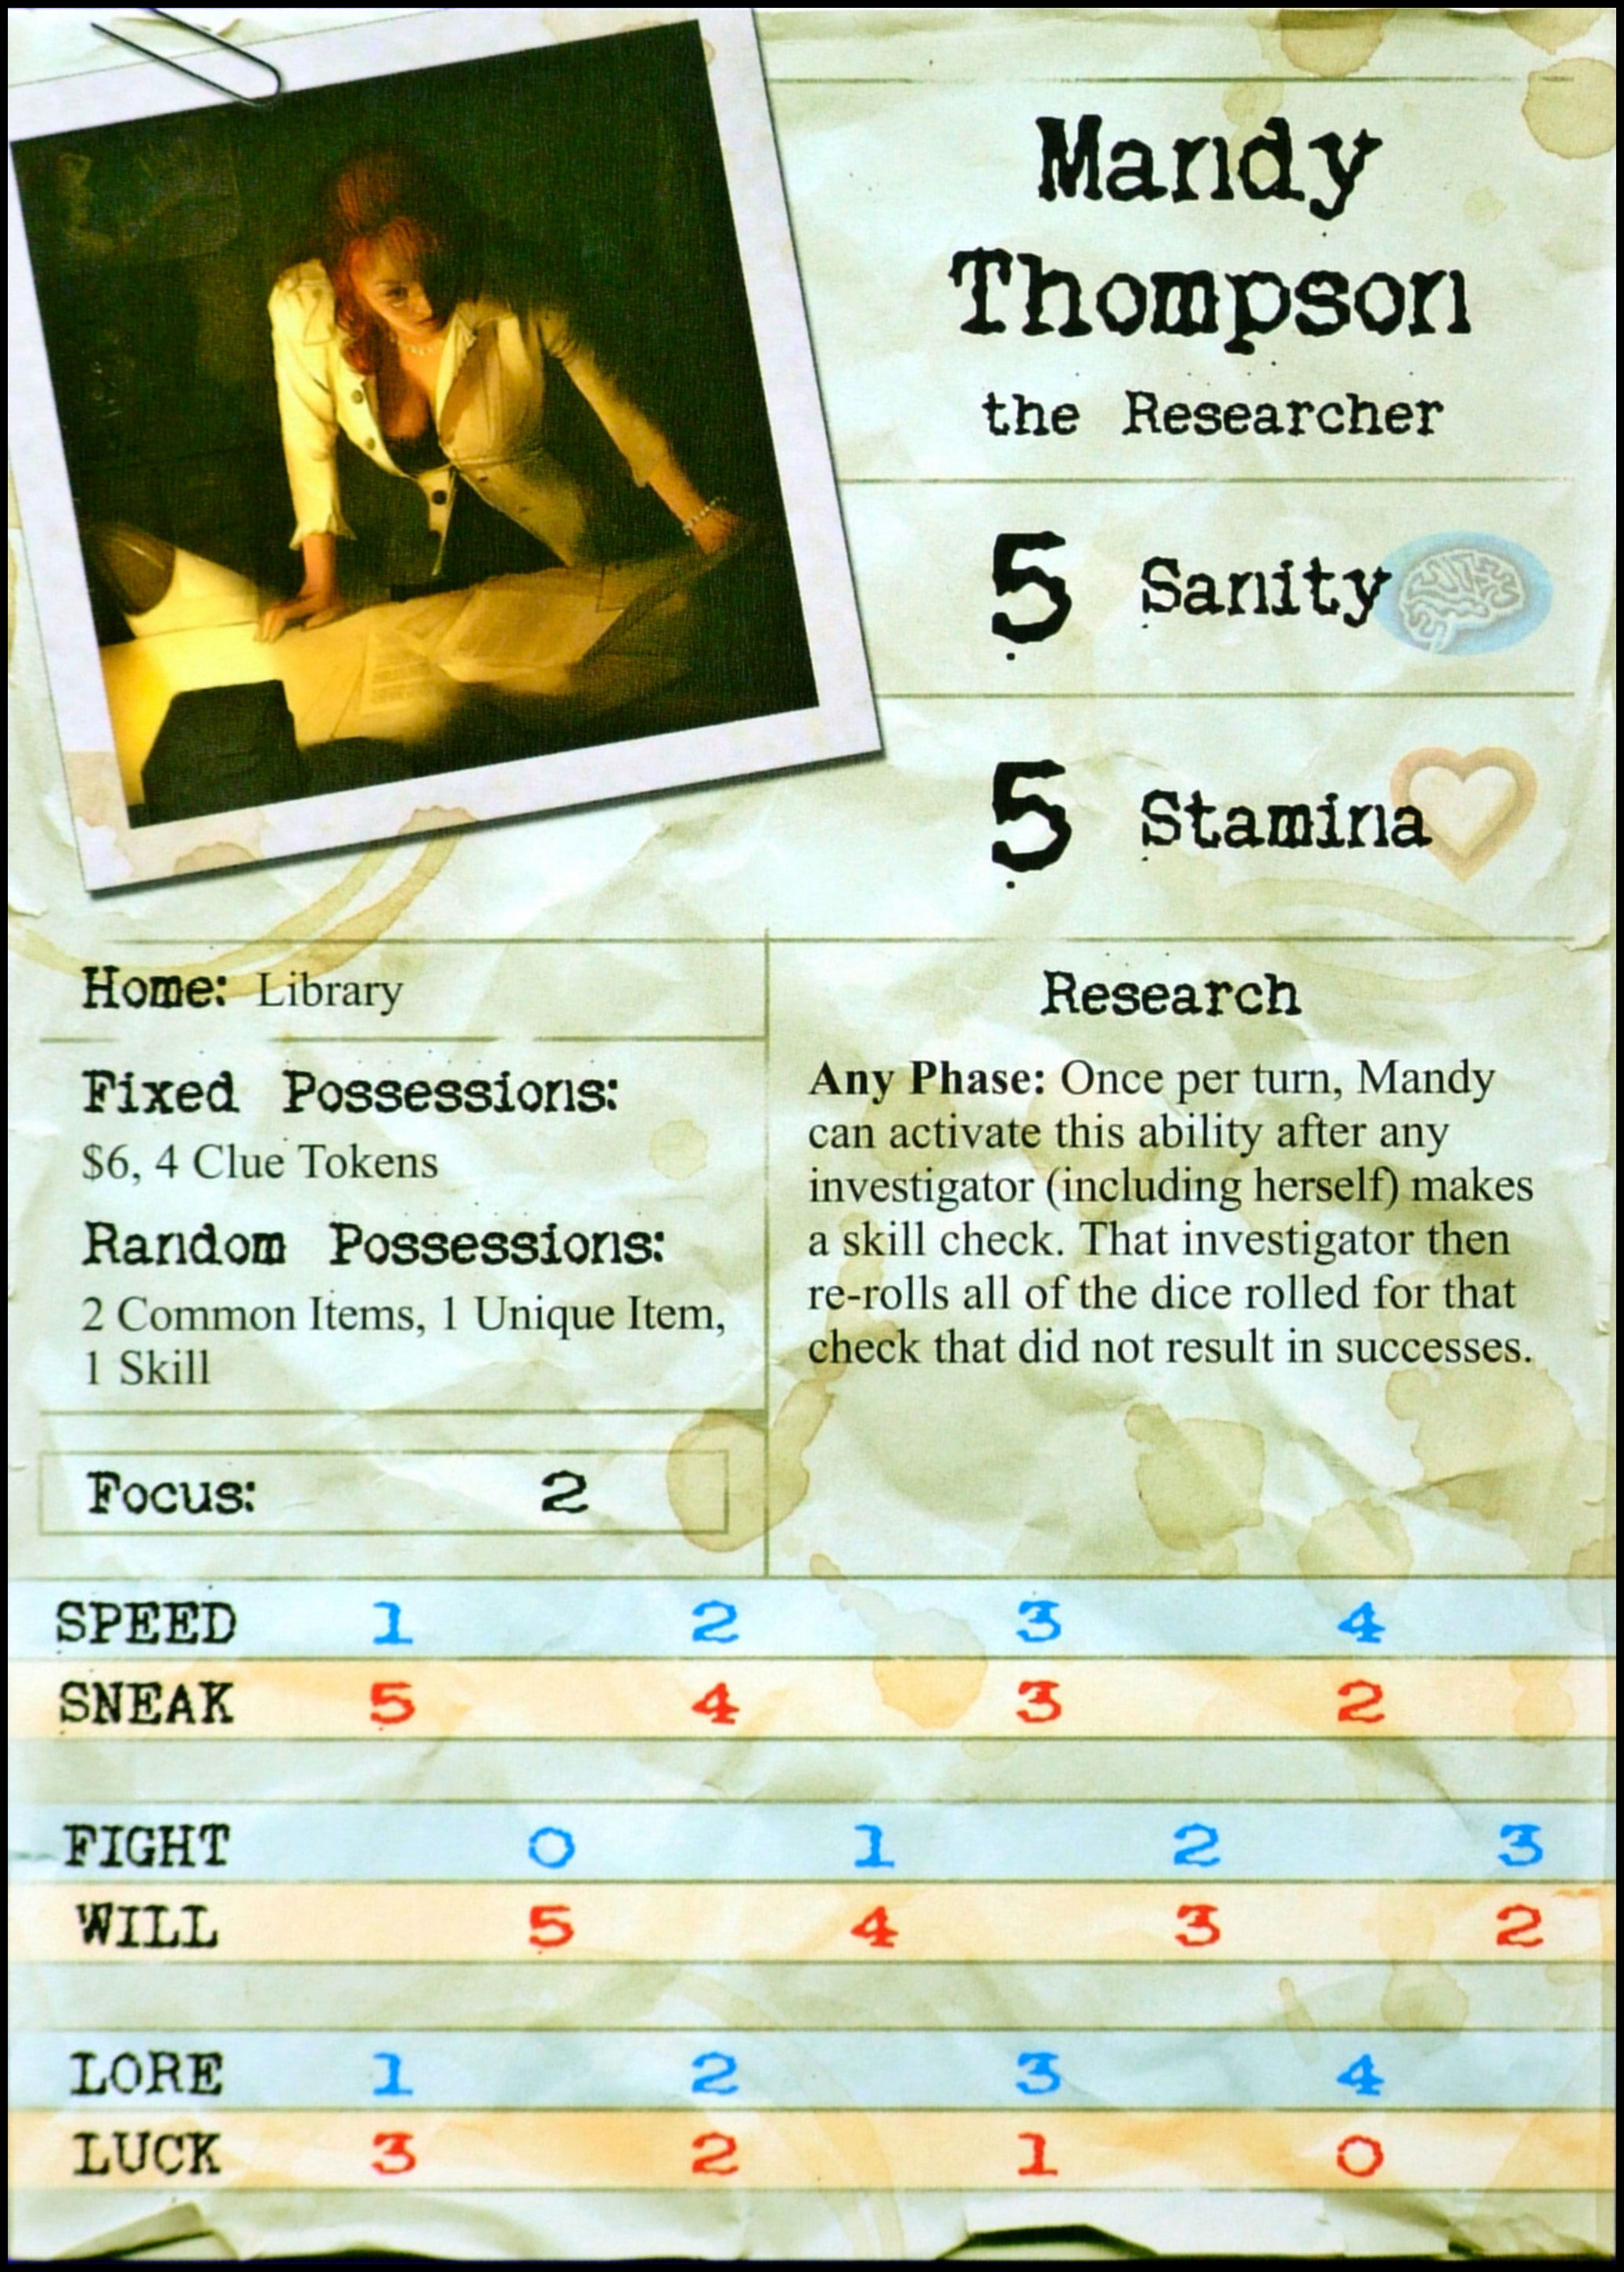 Mandy
Thompson
the Researcher
5 Sanity
5 Stamina
Home: Library
Fixed Possessions:
$6, 4 Clue Tokens
Random Possessions:
2 Common Items, 1 Unique Item,
1 Skill
Focus: 2
Research
Any Phase: Once per turn, Mandy
can activate this ability after any
investigator (including herself) makes
a skill check. That investigator then
re-rolls all of the dice rolled for that
check that did not result in successes.
SPEED 1 2 3 4
SNEAK 5 4 3 2
FIGHT 0 1 2 3
WILL 5 4 3 2
LORE 1 2 3 4
LUCK 3 2 1 0